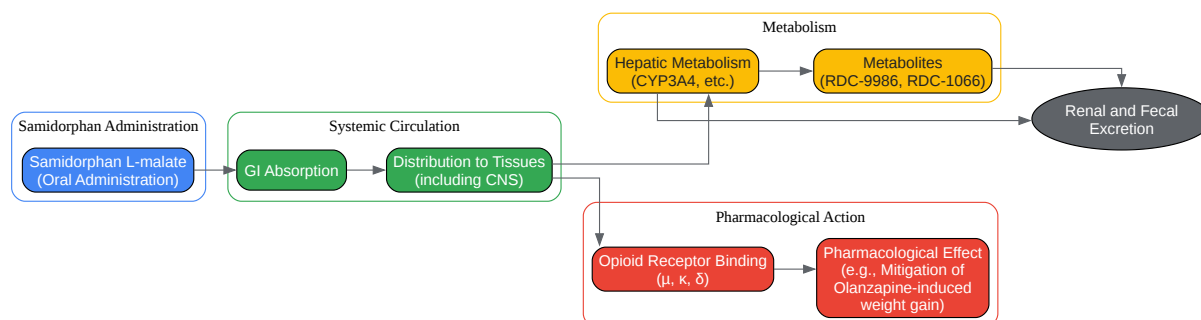 Samidorphan Administration
Samidorphan L-malate
(Oral Administration)
Systemic Circulation
GI Absorption
Distribution to Tissues
(including CNS)
Metabolism
Hepatic Metabolism
(CYP3A4, etc.)
Metabolites
(RDC-9986, RDC-1066)
Renal and Fecal
Excretion
Pharmacological Action
Opioid Receptor Binding
(μ, κ, δ)
Pharmacological Effect
(e.g., Mitigation of
Olanzapine-induced
weight gain)